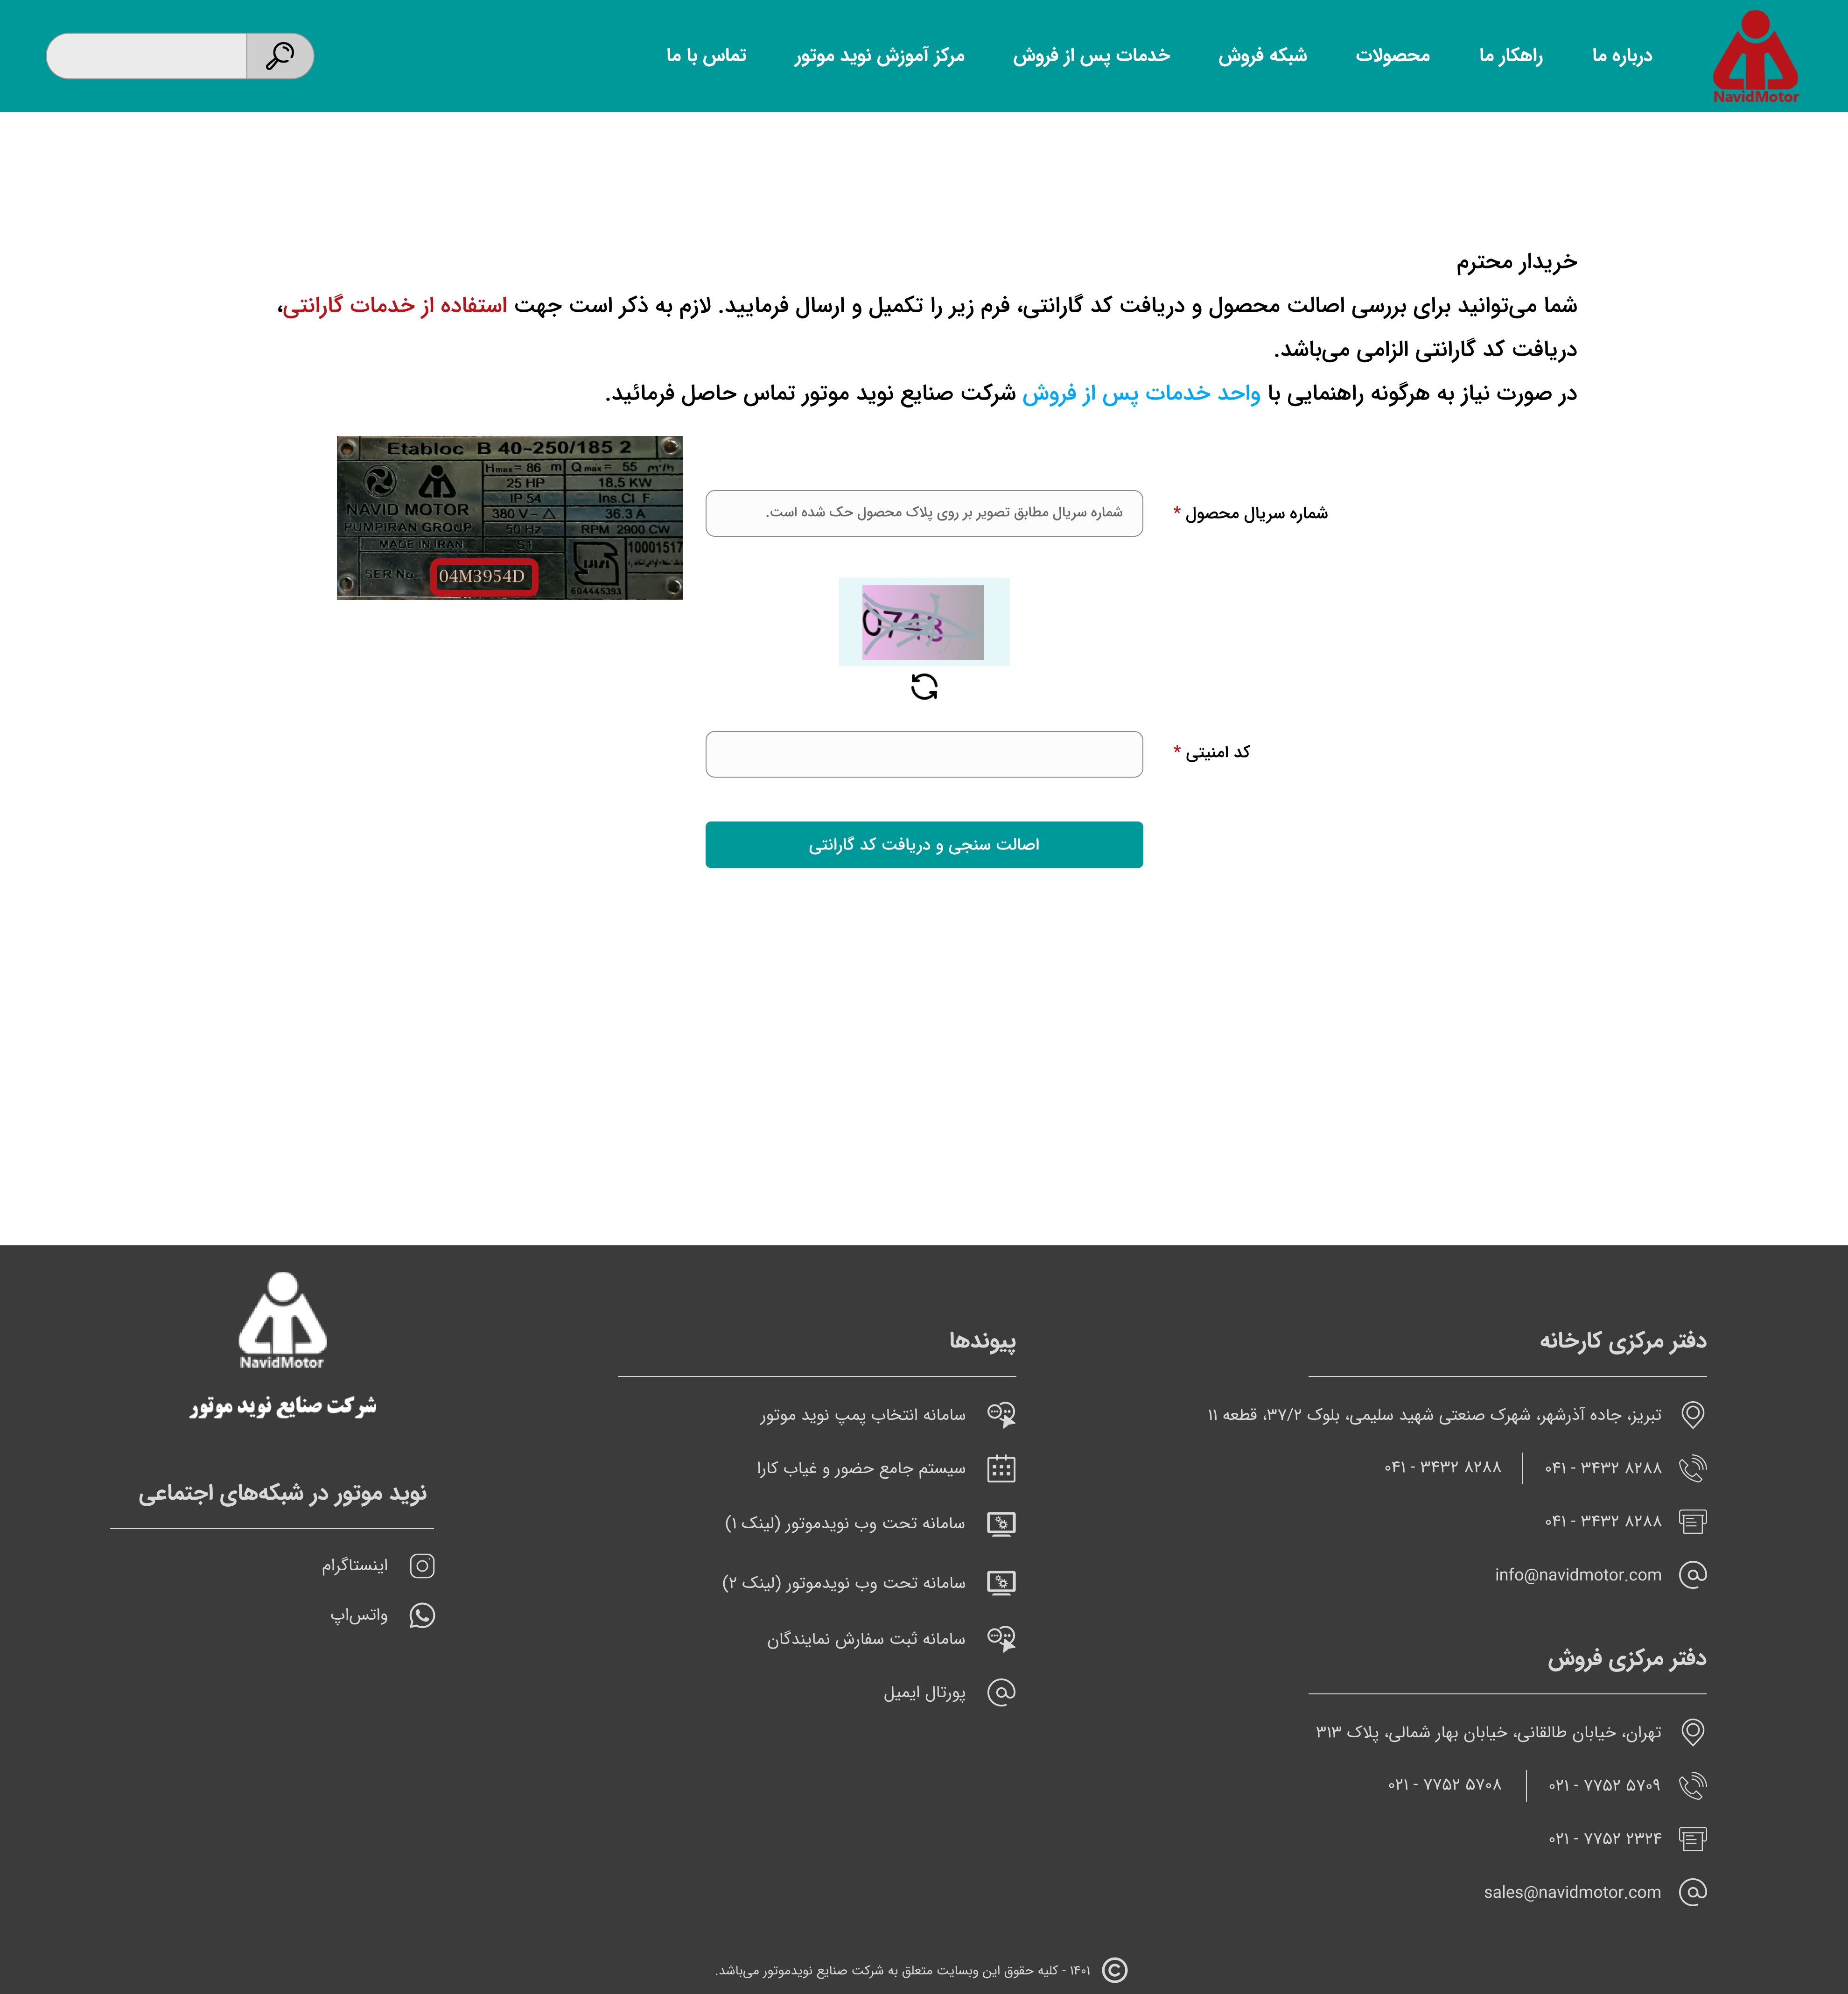 NavidMotor
درباره ما
راهکار ما
محصولات
شبکه فروش
خدمات پس از فروش
مرکز آموزش نوید موتور
تماس با ما
خریدار محترم
شما می‌توانید برای بررسی اصالت محصول و دریافت کد گارانتی، فرم زیر را تکمیل و ارسال فرمایید. لازم به ذکر است جهت استفاده از خدمات گارانتی،
دریافت کد گارانتی الزامی می‌باشد.
در صورت نیاز به هرگونه راهنمایی با واحد خدمات پس از فروش شرکت صنایع نوید موتور تماس حاصل فرمائید.
شماره سریال محصول *
شماره سریال مطابق تصویر بر روی پلاک محصول حک شده است.
Etabloc B 40-250/185 2
Hmax= 86 m Qmax= 55 m³/h
25 HP 18.5 KW
IP 54 Ins.Cl F
NAVID MOTOR 380 V - △ 36.3 A
PUMPIRAN GROUP 50 Hz RPM 2900 CW
MADE IN IRAN S1
10001517
SER No 04M3954D
604445393
074
کد امنیتی *
اصالت سنجی و دریافت کد گارانتی
دفتر مرکزی کارخانه
تبریز، جاده آذرشهر، شهرک صنعتی شهید سلیمی، بلوک ۳۷/۲، قطعه ۱۱
۰۴۱ - ۳۴۳۲ ۸۲۸۸ | ۰۴۱ - ۳۴۳۲ ۸۲۸۸
۰۴۱ - ۳۴۳۲ ۸۲۸۸
info@navidmotor.com
دفتر مرکزی فروش
تهران، خیابان طالقانی، خیابان بهار شمالی، پلاک ۳۱۳
۰۲۱ - ۷۷۵۲ ۵۷۰۹ | ۰۲۱ - ۷۷۵۲ ۵۷۰۸
۰۲۱ - ۷۷۵۲ ۲۳۲۴
sales@navidmotor.com
پیوندها
سامانه انتخاب پمپ نوید موتور
سیستم جامع حضور و غیاب کارا
سامانه تحت وب نویدموتور (لینک ۱)
سامانه تحت وب نویدموتور (لینک ۲)
سامانه ثبت سفارش نمایندگان
پورتال ایمیل
NavidMotor
شرکت صنایع نوید موتور
نوید موتور در شبکه‌های اجتماعی
اینستاگرام
واتس‌اپ
© ۱۴۰۱ - کلیه حقوق این وبسایت متعلق به شرکت صنایع نویدموتور می‌باشد.